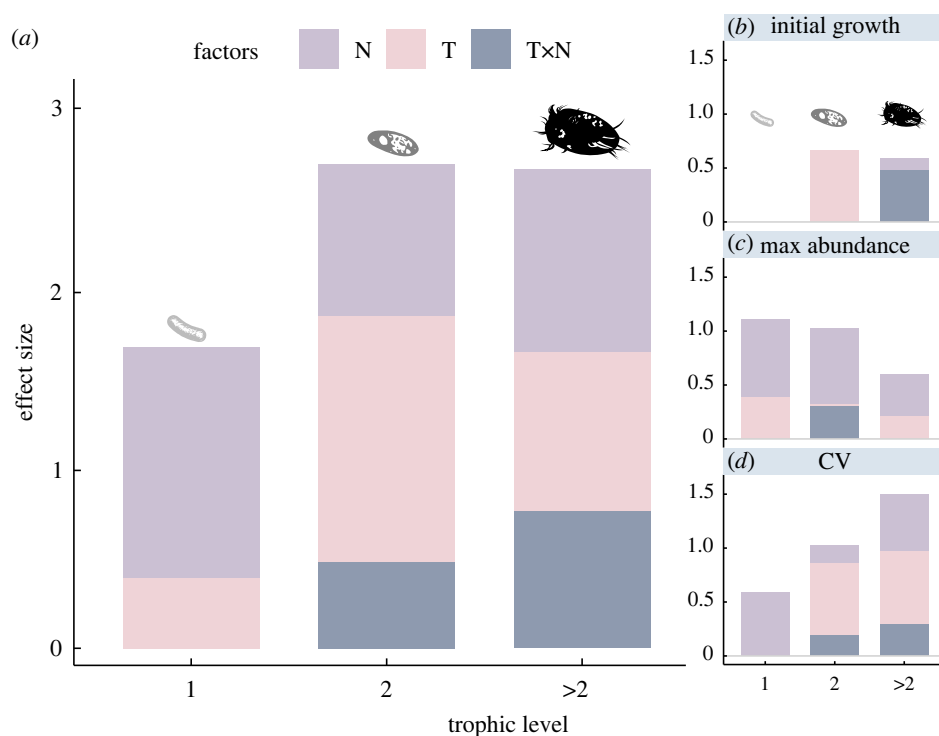 (a)
factors N T T×N
effect size
3
2
1
0
1 2 >2
trophic level
(b) initial growth
1.5
1.0
0.5
0
(c) max abundance
1.0
0.5
0
(d) CV
1.5
1.0
0.5
0
1 2 >2